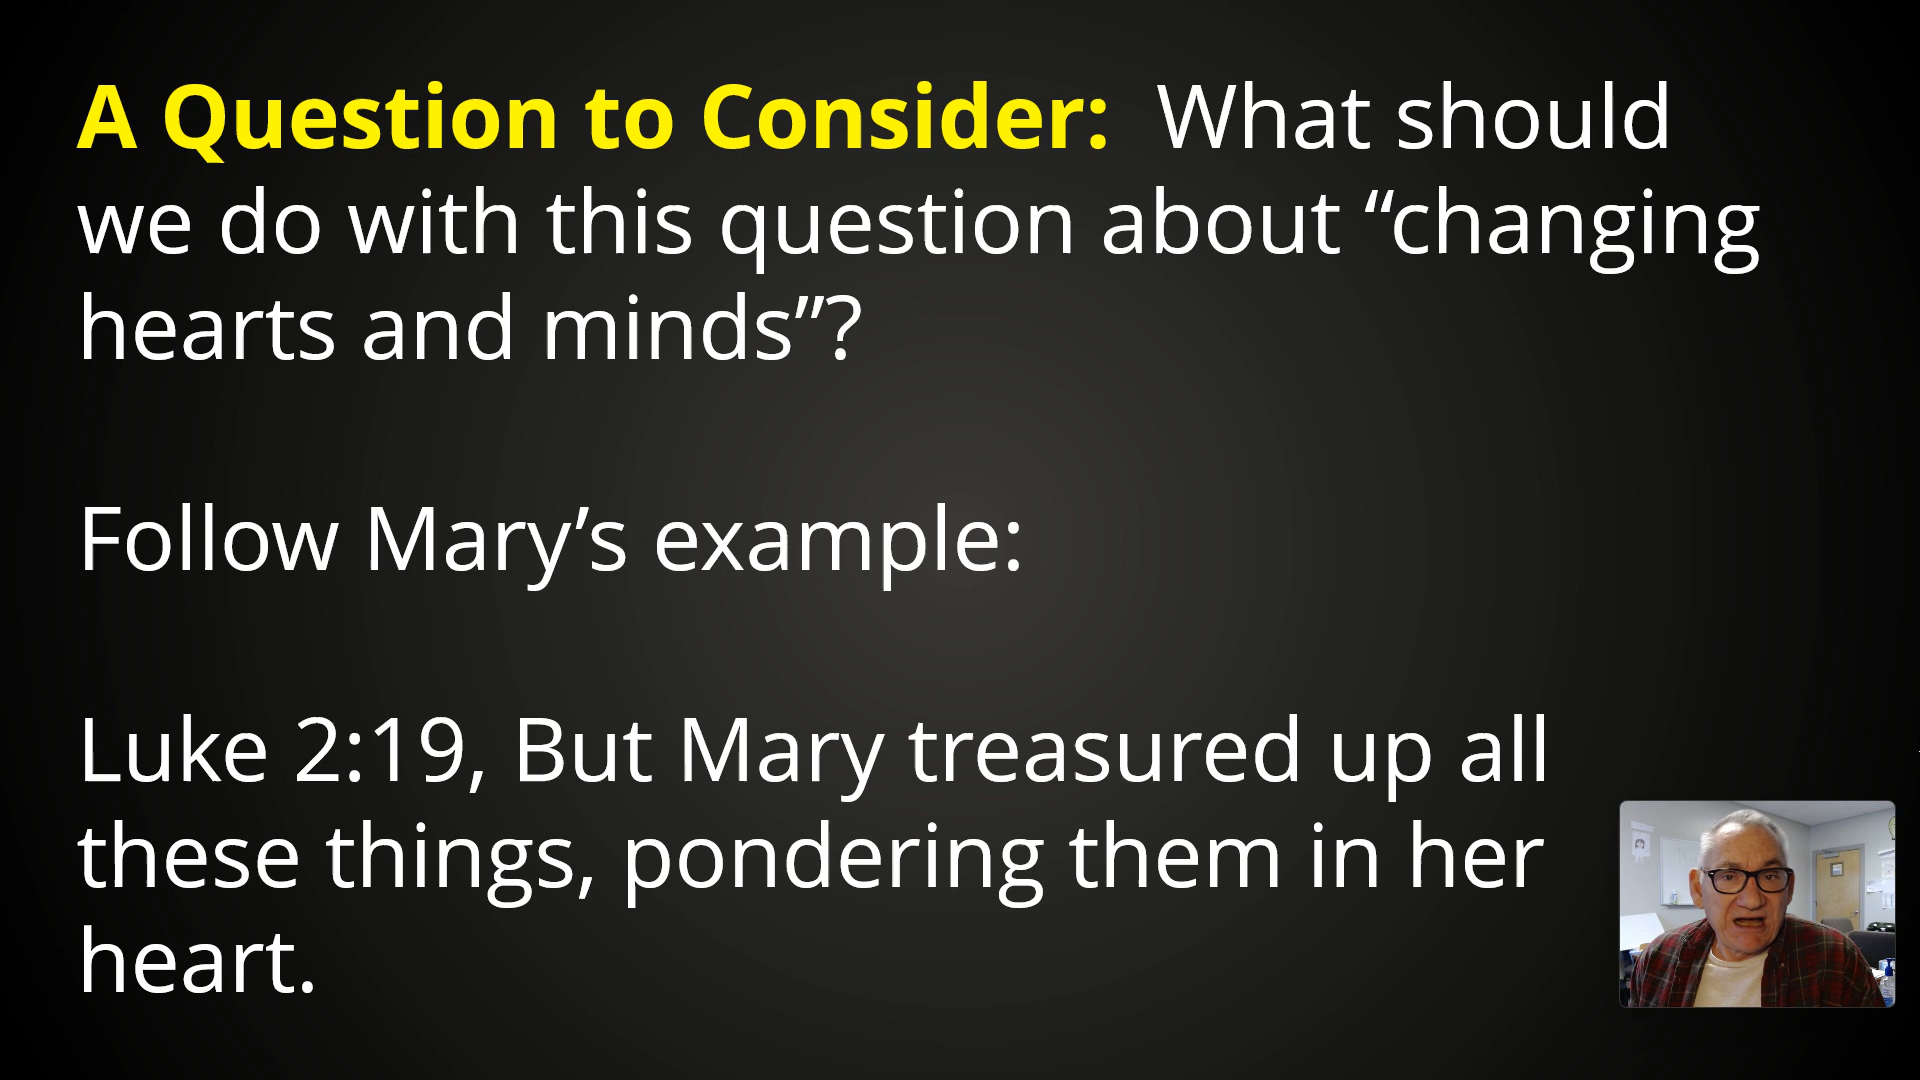 A Question to Consider:  What should
we do with this question about “changing
hearts and minds”?
Follow Mary’s example:
Luke 2:19, But Mary treasured up all
these things, pondering them in her
heart.